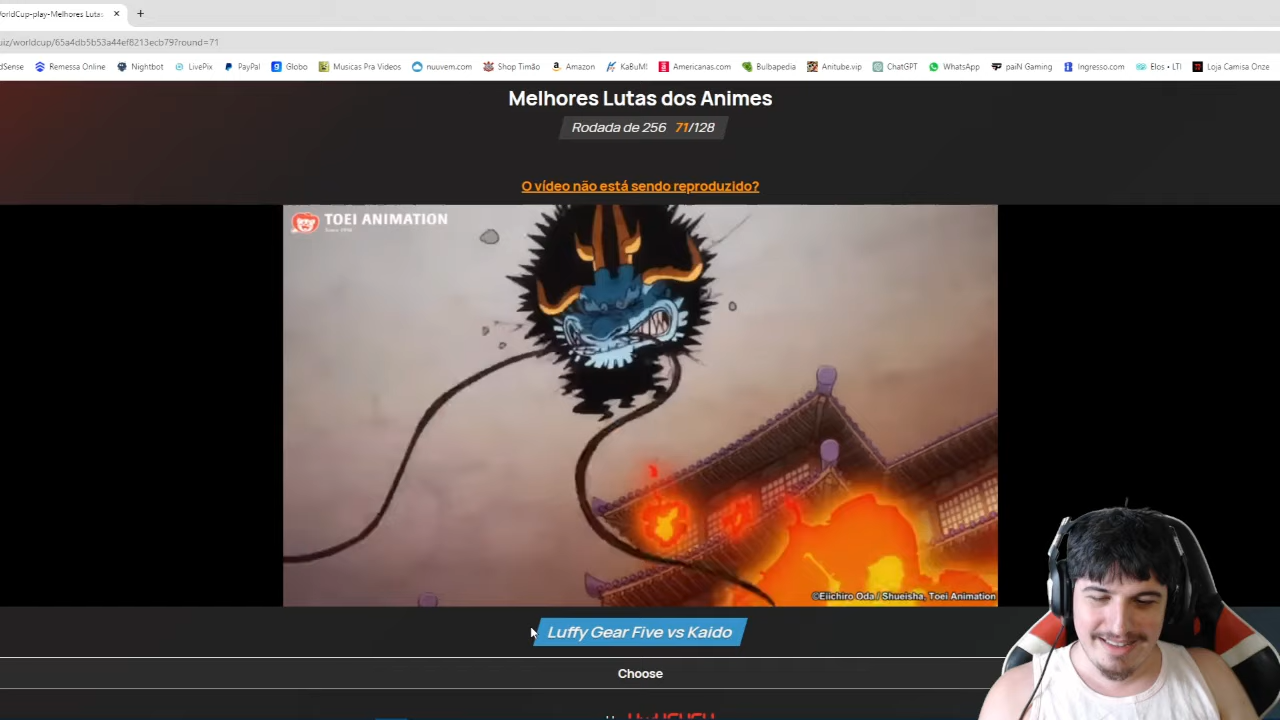 orldCup-play-Melhores Lutas
iz/worldcup/65a4db5b53a44ef8213ecb79?round=71
dSense Remessa Online Nightbot LivePix PayPal Globo Musicas Pra Videos nuuvem.com Shop Timão Amazon KaBuM! Americanas.com Bulbapedia Anitube.vip ChatGPT WhatsApp paiN Gaming Ingresso.com Elos • LTI Loja Camisa Onze
Melhores Lutas dos Animes
Rodada de 256 71/128
O vídeo não está sendo reproduzido?
TOEI ANIMATION
©Eiichiro Oda / Shueisha, Toei Animation
Luffy Gear Five vs Kaido
Choose